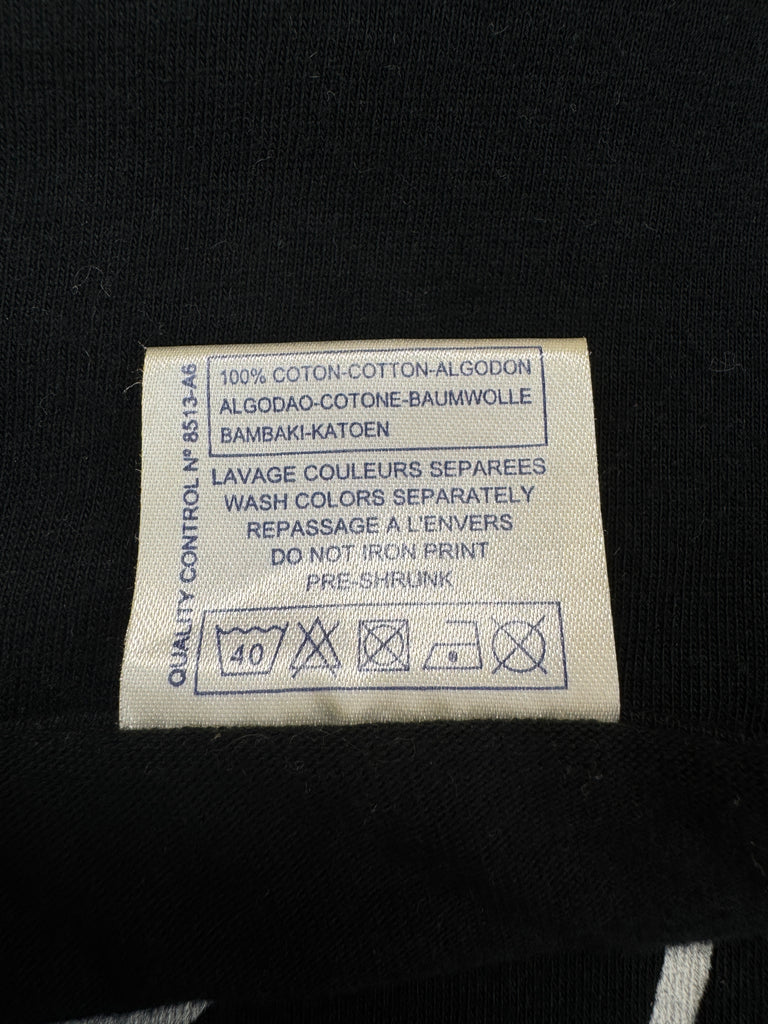 QUALITY CONTROL Nº 8513-A6
100% COTON-COTTON-ALGODON
ALGODAO-COTONE-BAUMWOLLE
BAMBAKI-KATOEN
LAVAGE COULEURS SEPAREES
WASH COLORS SEPARATELY
REPASSAGE A L'ENVERS
DO NOT IRON PRINT
PRE-SHRUNK
40